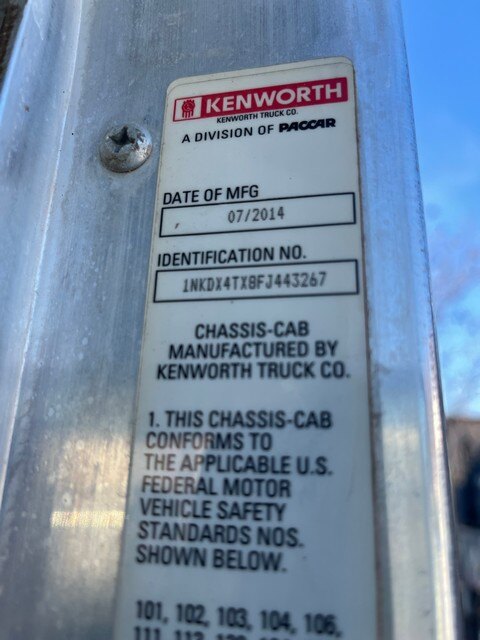 KENWORTH
KENWORTH TRUCK CO.
A DIVISION OF PACCAR
DATE OF MFG
07/2014
IDENTIFICATION NO.
1NKDX4TX8FJ443267
CHASSIS-CAB
MANUFACTURED BY
KENWORTH TRUCK CO.
1. THIS CHASSIS-CAB
CONFORMS TO
THE APPLICABLE U.S.
FEDERAL MOTOR
VEHICLE SAFETY
STANDARDS NOS.
SHOWN BELOW.
101, 102, 103, 104, 106,